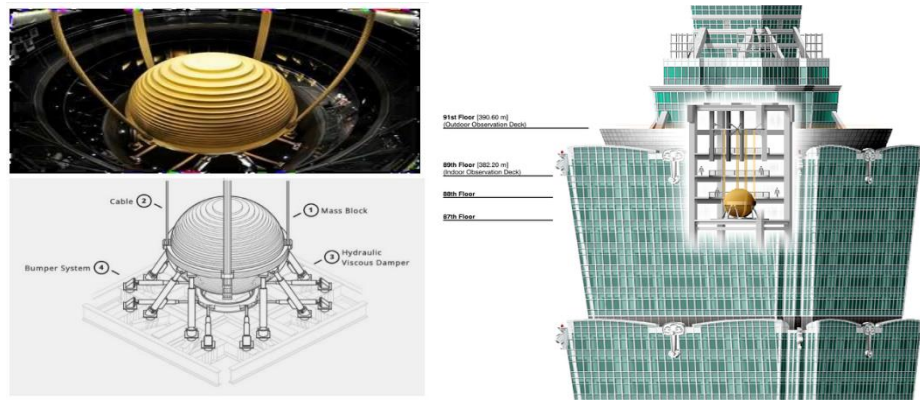 Cable 2
1 Mass Block
3 Hydraulic
Viscous Damper
Bumper System 4
91st Floor [390.60 m]
(Outdoor Observation Deck)
89th Floor [382.20 m]
(Indoor Observation Deck)
88th Floor
87th Floor